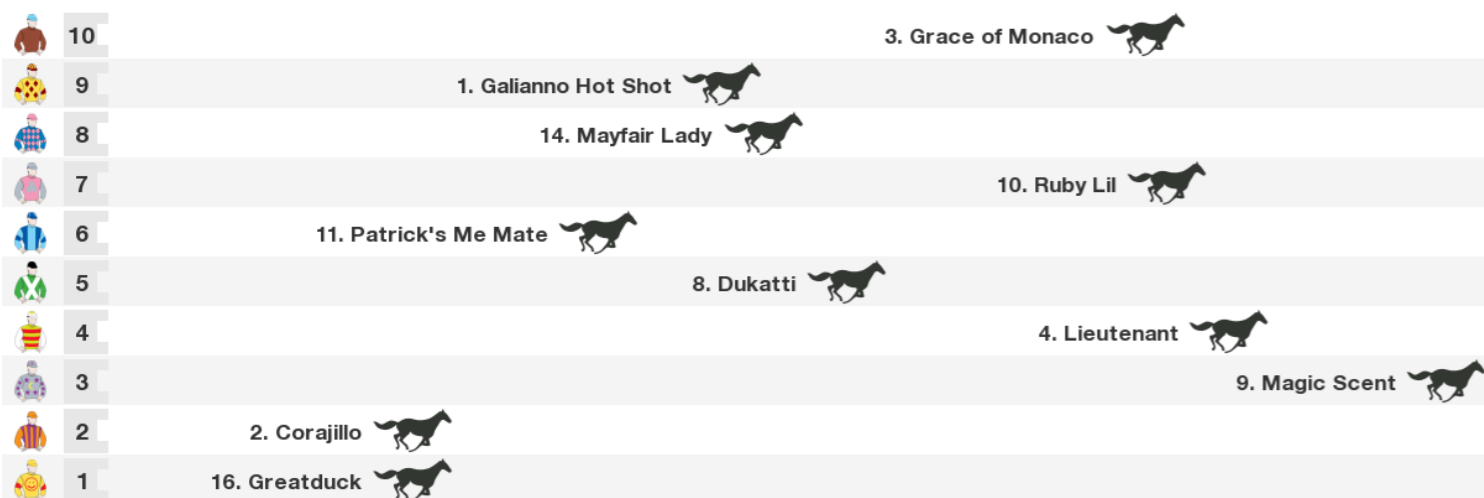 10 3. Grace of Monaco
9 1. Galianno Hot Shot
8 14. Mayfair Lady
7 10. Ruby Lil
6 11. Patrick's Me Mate
5 8. Dukatti
4 4. Lieutenant
3 9. Magic Scent
2 2. Corajillo
1 16. Greatduck